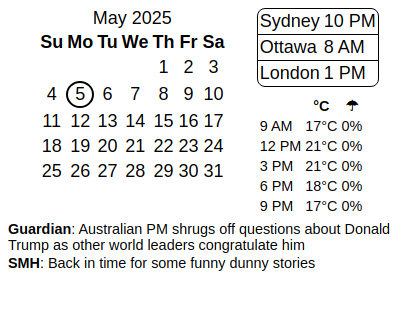 May 2025
Su Mo Tu We Th Fr Sa
1 2 3
4 5 6 7 8 9 10
11 12 13 14 15 16 17
18 19 20 21 22 23 24
25 26 27 28 29 30 31
Sydney 10 PM
Ottawa 8 AM
London 1 PM
°C ☂
9 AM 17°C 0%
12 PM 21°C 0%
3 PM 21°C 0%
6 PM 18°C 0%
9 PM 17°C 0%
Guardian: Australian PM shrugs off questions about Donald
Trump as other world leaders congratulate him
SMH: Back in time for some funny dunny stories